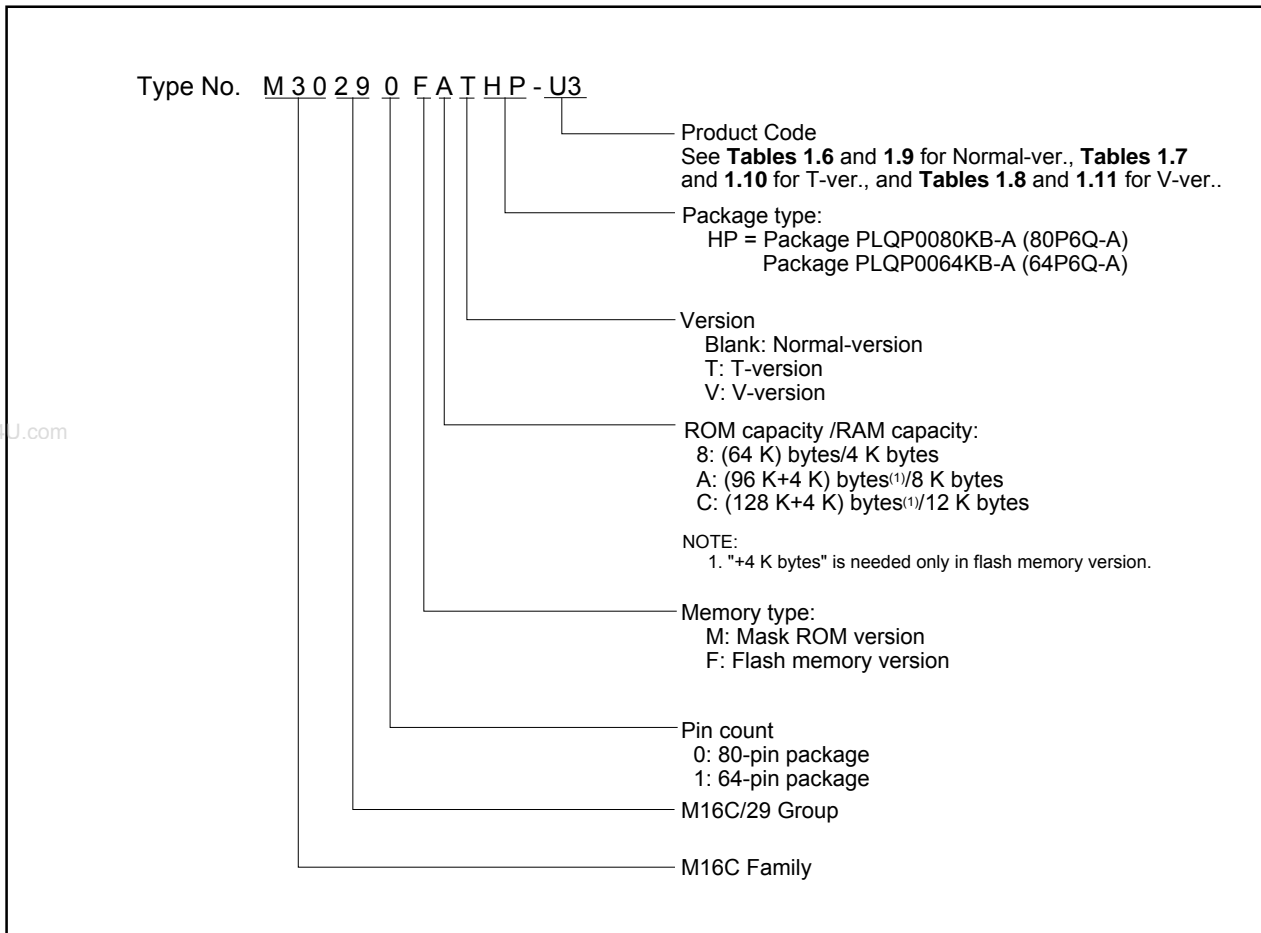 Type No. M 3 0 2 9 0 F A T H P - U3
Product Code
See Tables 1.6 and 1.9 for Normal-ver., Tables 1.7
and 1.10 for T-ver., and Tables 1.8 and 1.11 for V-ver..
Package type:
HP = Package PLQP0080KB-A (80P6Q-A)
Package PLQP0064KB-A (64P6Q-A)
Version
Blank: Normal-version
T: T-version
V: V-version
4U.com
ROM capacity /RAM capacity:
8: (64 K) bytes/4 K bytes
A: (96 K+4 K) bytes(1)/8 K bytes
C: (128 K+4 K) bytes(1)/12 K bytes
NOTE:
1. "+4 K bytes" is needed only in flash memory version.
Memory type:
M: Mask ROM version
F: Flash memory version
Pin count
0: 80-pin package
1: 64-pin package
M16C/29 Group
M16C Family